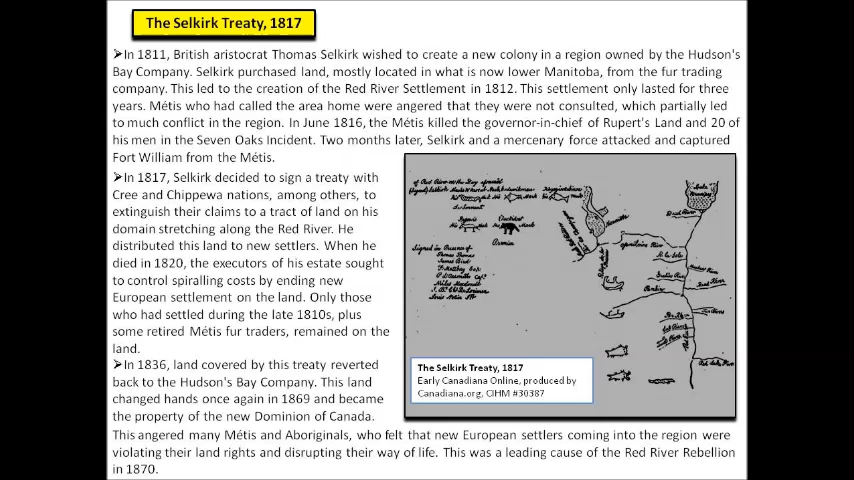 The Selkirk Treaty, 1817
➢In 1811, British aristocrat Thomas Selkirk wished to create a new colony in a region owned by the Hudson's
Bay Company. Selkirk purchased land, mostly located in what is now lower Manitoba, from the fur trading
company. This led to the creation of the Red River Settlement in 1812. This settlement only lasted for three
years. Métis who had called the area home were angered that they were not consulted, which partially led
to much conflict in the region. In June 1816, the Métis killed the governor-in-chief of Rupert's Land and 20 of
his men in the Seven Oaks Incident. Two months later, Selkirk and a mercenary force attacked and captured
Fort William from the Métis.
➢In 1817, Selkirk decided to sign a treaty with
Cree and Chippewa nations, among others, to
extinguish their claims to a tract of land on his
domain stretching along the Red River. He
distributed this land to new settlers. When he
died in 1820, the executors of his estate sought
to control spiralling costs by ending new
European settlement on the land. Only those
who had settled during the late 1810s, plus
some retired Métis fur traders, remained on the
land.
➢In 1836, land covered by this treaty reverted
back to the Hudson's Bay Company. This land
changed hands once again in 1869 and became
the property of the new Dominion of Canada.
This angered many Métis and Aboriginals, who felt that new European settlers coming into the region were
violating their land rights and disrupting their way of life. This was a leading cause of the Red River Rebellion
in 1870.
Signed in Presence of
Thomas Thomas
James Bird
The Selkirk Treaty, 1817
Early Canadiana Online, produced by
Canadiana.org, CIHM #30387